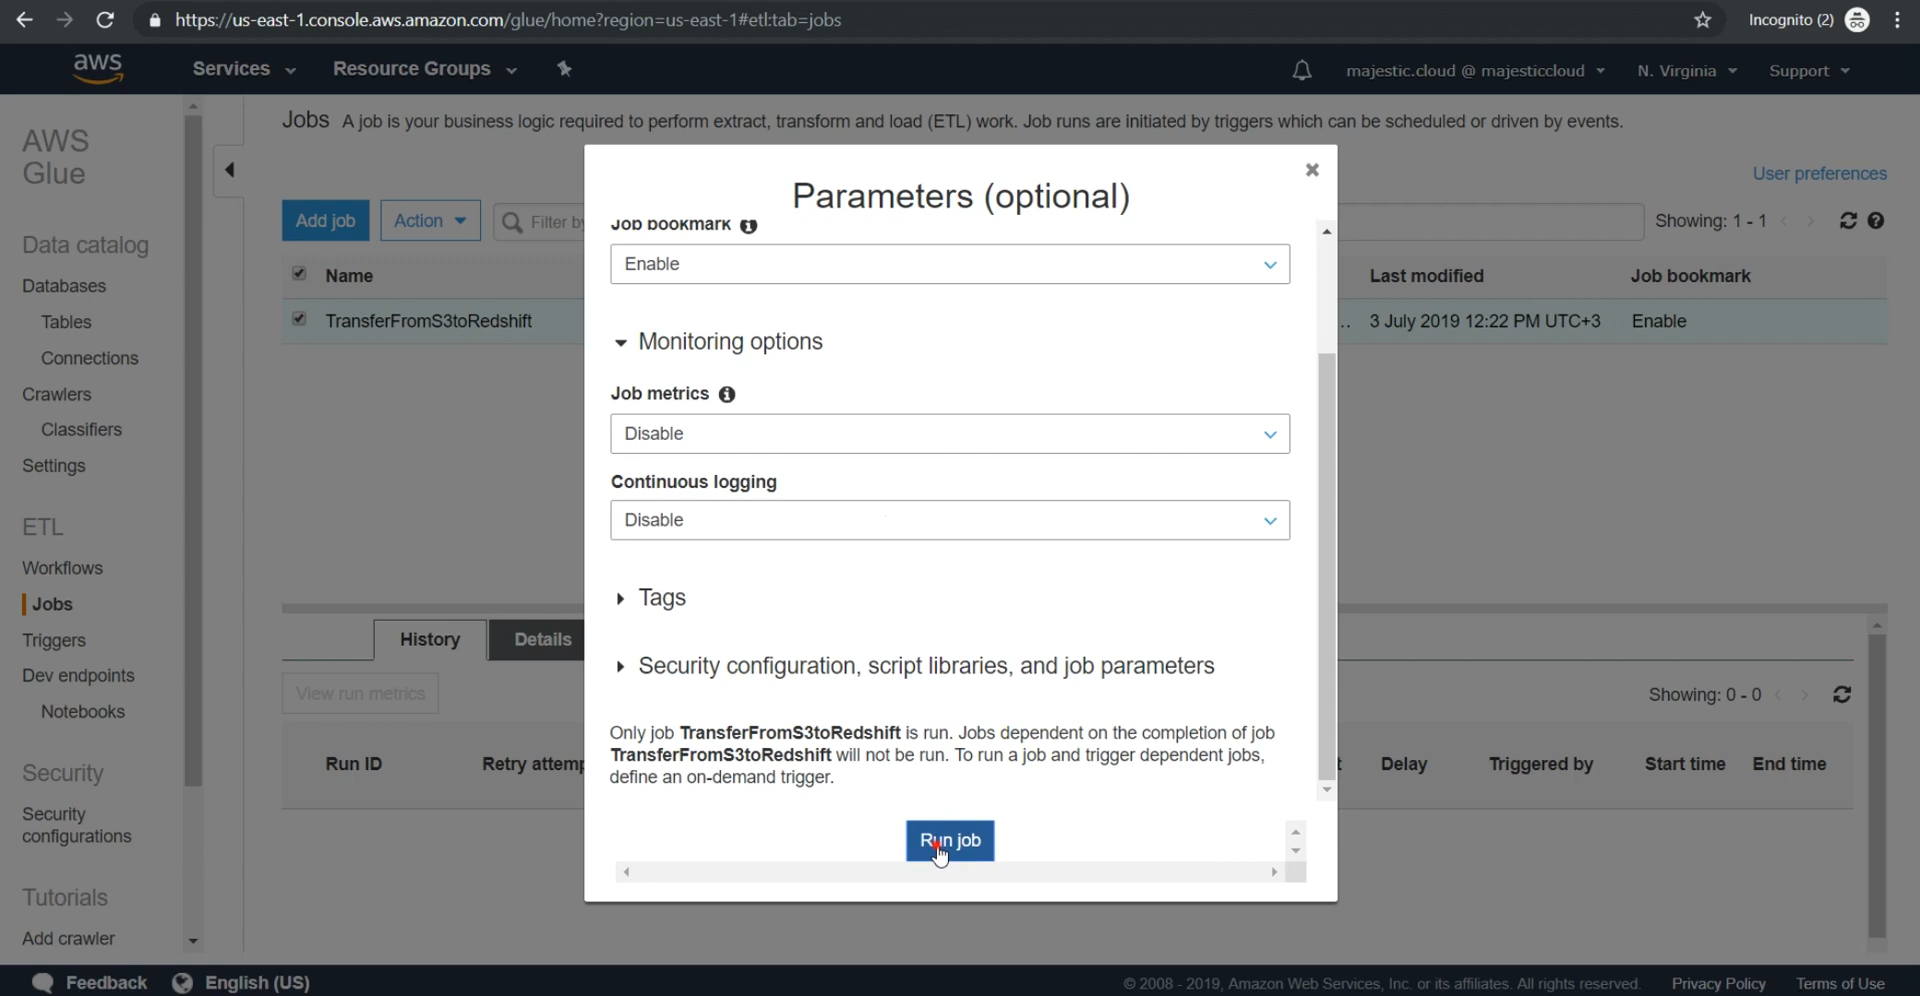 https://us-east-1.console.aws.amazon.com/glue/home?region=us-east-1#etl:tab=jobs
Incognito (2)
aws
Services
Resource Groups
majestic.cloud @ majesticcloud
N. Virginia
Support
AWS
Glue
Data catalog
Databases
Tables
Connections
Crawlers
Classifiers
Settings
ETL
Workflows
Jobs
Triggers
Dev endpoints
Notebooks
Security
Security
configurations
Tutorials
Add crawler
Jobs A job is your business logic required to perform extract, transform and load (ETL) work. Job runs are initiated by triggers which can be scheduled or driven by events.
User preferences
Add job
Action
Filter by
Showing: 1 - 1
Name
Last modified
Job bookmark
TransferFromS3toRedshift
.. 3 July 2019 12:22 PM UTC+3
Enable
History
Details
View run metrics
Showing: 0 - 0
Run ID
Retry attemp
Delay
Triggered by
Start time
End time
Parameters (optional)
Job bookmark
Enable
Monitoring options
Job metrics
Disable
Continuous logging
Disable
Tags
Security configuration, script libraries, and job parameters
Only job TransferFromS3toRedshift is run. Jobs dependent on the completion of job
TransferFromS3toRedshift will not be run. To run a job and trigger dependent jobs,
define an on-demand trigger.
Run job
Feedback
English (US)
© 2008 - 2019, Amazon Web Services, Inc. or its affiliates. All rights reserved.
Privacy Policy
Terms of Use